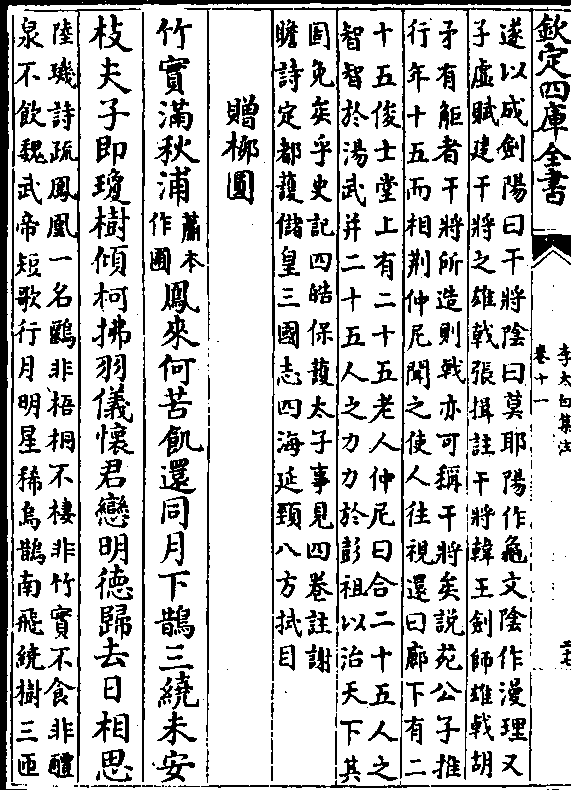 欽定四庫全書
李太白集注
卷十一
遂以成劍陽曰干將陰曰莫耶陽作龜文陰作漫理又
子虛賦建干將之雄戟張揖註干將韓王劍師雄戟胡
矛有䱍者干將所造則戟亦可稱干將矣說苑公子推
行年十五而相荆仲尼聞之使人往視還曰廊下有二
十五俊士堂上有二十五老人仲尼曰合二十五人之
智智於湯武并二十五人之力力於彭祖以治天下其
固免矣乎史記四皓保護太子事見四卷註謝
瞻詩定都護儲皇三國志四海延頸八方拭目
贈栁圓
竹實滿秋浦
蕭本
作圃
鳳來何苦飢還同月下鵲三繞未安
枝夫子即瓊樹傾柯拂羽儀懷君戀明德歸去日相思
陸璣詩疏鳳凰一名鶠非梧桐不棲非竹實不食非醴
泉不飲魏武帝短歌行月明星稀烏鵲南飛繞樹三匝